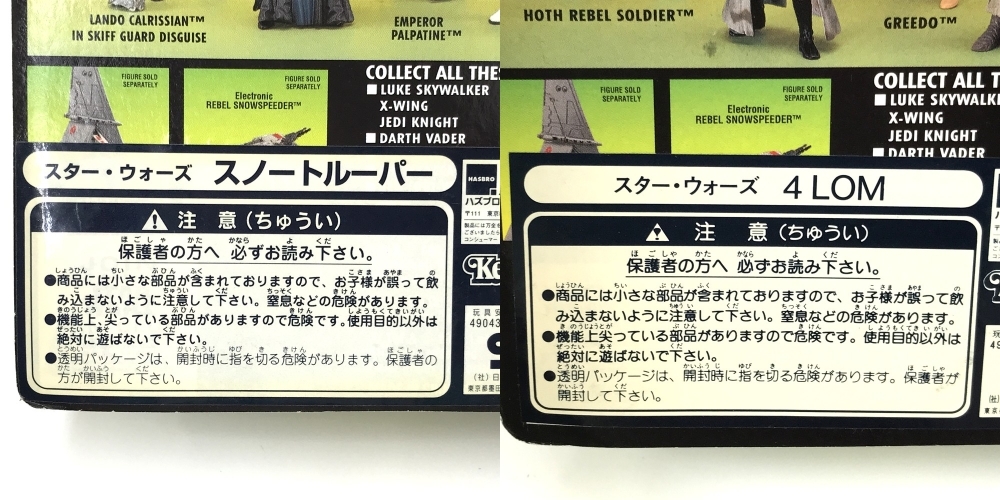 LANDO CALRISSIAN™
IN SKIFF GUARD DISGUISE
EMPEROR
PALPATINE™
FIGURE SOLD
SEPARATELY
Electronic
REBEL SNOWSPEEDER™
FIGURE SOLD
SEPARATELY
COLLECT ALL THE
■ LUKE SKYWALKER
X-WING
JEDI KNIGHT
■ DARTH VADER
スター・ウォーズ スノートルーパー
HASBRO
ハズブロ
〒111 東京
⚠ 注 意 (ちゅうい)
保護者の方へ 必ずお読み下さい。
●商品には小さな部品が含まれておりますので、お子様が誤って飲
み込まないように注意して下さい。窒息などの危険があります。
●機能上、尖っている部品がありますので危険です。使用目的以外は
絶対に遊ばないで下さい。
●透明パッケージは、開封時に指を切る危険があります。保護者の
方が開封して下さい。
Ke
玩具安
49043
(社)日
東京都墨田
HOTH REBEL SOLDIER™
GREEDO™
FIGURE SOLD
SEPARATELY
Electronic
REBEL SNOWSPEEDER™
FIGURE SOLD
SEPARATELY
COLLECT ALL T
■ LUKE SKYWALK
X-WING
JEDI KNIGHT
■ DARTH VADER
スター・ウォーズ 4 LOM
⚠ 注 意 (ちゅうい)
保護者の方へ 必ずお読み下さい。
●商品には小さな部品が含まれておりますので、お子様が誤って飲
み込まないように注意して下さい。窒息などの危険があります。
●機能上尖っている部品がありますので危険です。使用目的以外は
絶対に遊ばないで下さい。
●透明パッケージは、開封時に指を切る危険があります。保護者が
開封して下さい。